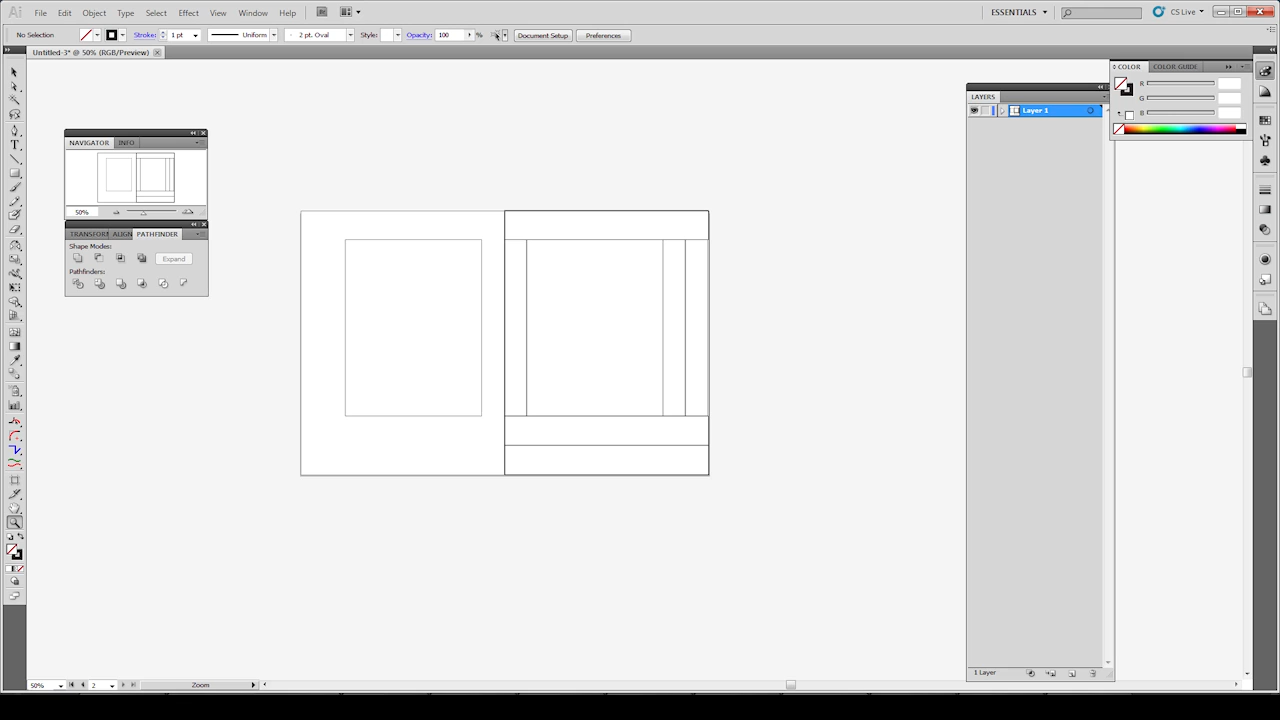 Ai File Edit Object Type Select Effect View Window Help Br ESSENTIALS CS Live
No Selection Stroke: 1 pt Uniform 2 pt. Oval Style: Opacity: 100 % Document Setup Preferences
Untitled-3* @ 50% (RGB/Preview)
COLOR COLOR GUIDE
R
G
B
LAYERS
Layer 1
NAVIGATOR INFO
50%
TRANSFORM ALIGN PATHFINDER
Shape Modes:
Expand
Pathfinders:
1 Layer
50% 2 Zoom